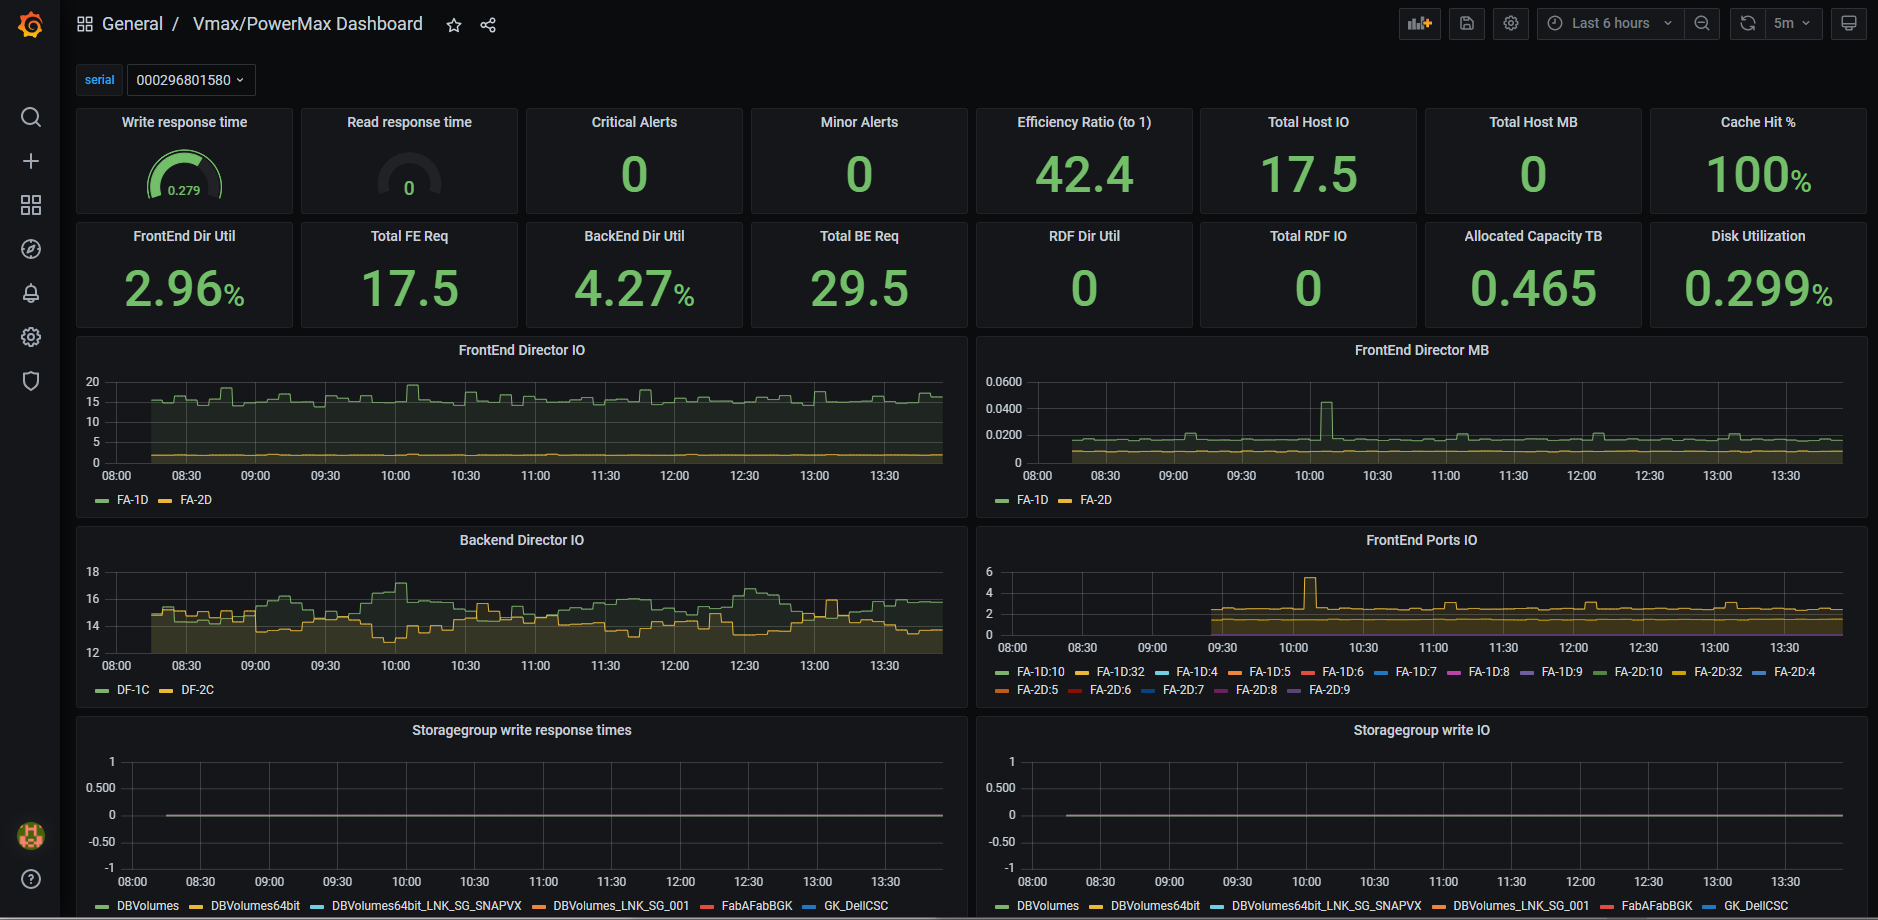 General / Vmax/PowerMax Dashboard
Last 6 hours
5m
serial 000296801580
Write response time
0.279
Read response time
0
Critical Alerts
0
Minor Alerts
0
Efficiency Ratio (to 1)
42.4
Total Host IO
17.5
Total Host MB
0
Cache Hit %
100%
FrontEnd Dir Util
2.96%
Total FE Req
17.5
BackEnd Dir Util
4.27%
Total BE Req
29.5
RDF Dir Util
0
Total RDF IO
0
Allocated Capacity TB
0.465
Disk Utilization
0.299%
FrontEnd Director IO
20
15
10
5
0
08:00 08:30 09:00 09:30 10:00 10:30 11:00 11:30 12:00 12:30 13:00 13:30
FA-1D FA-2D
FrontEnd Director MB
0.0600
0.0400
0.0200
0
08:00 08:30 09:00 09:30 10:00 10:30 11:00 11:30 12:00 12:30 13:00 13:30
FA-1D FA-2D
Backend Director IO
18
16
14
12
08:00 08:30 09:00 09:30 10:00 10:30 11:00 11:30 12:00 12:30 13:00 13:30
DF-1C DF-2C
FrontEnd Ports IO
6
4
2
0
08:00 08:30 09:00 09:30 10:00 10:30 11:00 11:30 12:00 12:30 13:00 13:30
FA-1D:10 FA-1D:32 FA-1D:4 FA-1D:5 FA-1D:6 FA-1D:7 FA-1D:8 FA-1D:9 FA-2D:10 FA-2D:32 FA-2D:4
FA-2D:5 FA-2D:6 FA-2D:7 FA-2D:8 FA-2D:9
Storagegroup write response times
1
0.500
0
-0.50
-1
08:00 08:30 09:00 09:30 10:00 10:30 11:00 11:30 12:00 12:30 13:00 13:30
DBVolumes DBVolumes64bit DBVolumes64bit_LNK_SG_SNAPVX DBVolumes_LNK_SG_001 FabAFabBGK GK_DellCSC
Storagegroup write IO
1
0.500
0
-0.50
-1
08:00 08:30 09:00 09:30 10:00 10:30 11:00 11:30 12:00 12:30 13:00 13:30
DBVolumes DBVolumes64bit DBVolumes64bit_LNK_SG_SNAPVX DBVolumes_LNK_SG_001 FabAFabBGK GK_DellCSC